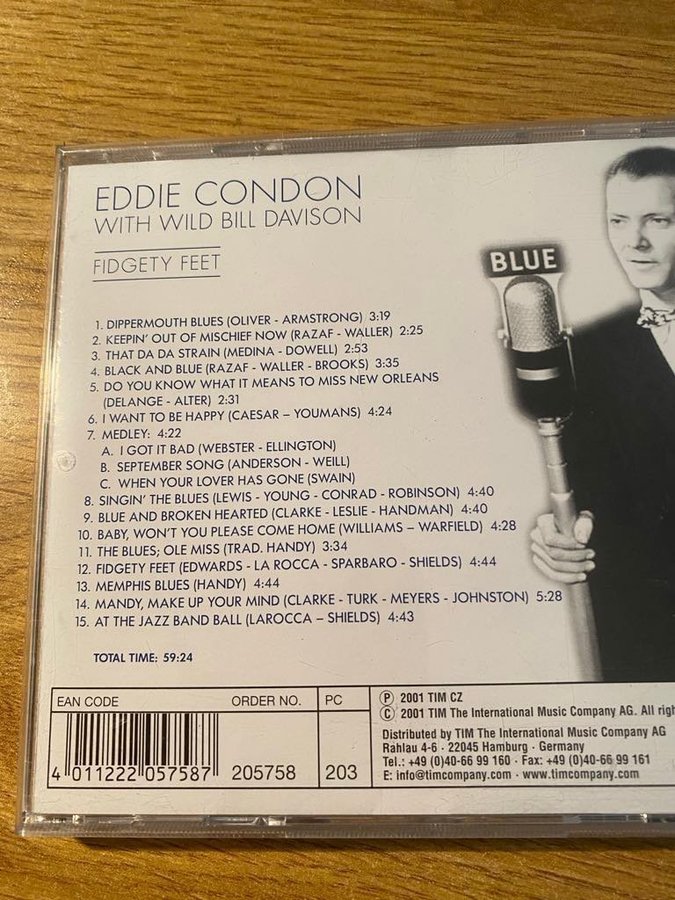 EDDIE CONDON
WITH WILD BILL DAVISON
FIDGETY FEET
BLUE
1. DIPPERMOUTH BLUES (OLIVER - ARMSTRONG) 3:19
2. KEEPIN' OUT OF MISCHIEF NOW (RAZAF - WALLER) 2:25
3. THAT DA DA STRAIN (MEDINA - DOWELL) 2:53
4. BLACK AND BLUE (RAZAF - WALLER - BROOKS) 3:35
5. DO YOU KNOW WHAT IT MEANS TO MISS NEW ORLEANS
(DELANGE - ALTER) 2:31
6. I WANT TO BE HAPPY (CAESAR – YOUMANS) 4:24
7. MEDLEY: 4:22
A. I GOT IT BAD (WEBSTER - ELLINGTON)
B. SEPTEMBER SONG (ANDERSON - WEILL)
C. WHEN YOUR LOVER HAS GONE (SWAIN)
8. SINGIN' THE BLUES (LEWIS - YOUNG - CONRAD - ROBINSON) 4:40
9. BLUE AND BROKEN HEARTED (CLARKE - LESLIE - HANDMAN) 4:40
10. BABY, WON'T YOU PLEASE COME HOME (WILLIAMS – WARFIELD) 4:28
11. THE BLUES; OLE MISS (TRAD. HANDY) 3:34
12. FIDGETY FEET (EDWARDS - LA ROCCA - SPARBARO - SHIELDS) 4:44
13. MEMPHIS BLUES (HANDY) 4:44
14. MANDY, MAKE UP YOUR MIND (CLARKE - TURK - MEYERS - JOHNSTON) 5:28
15. AT THE JAZZ BAND BALL (LAROCCA – SHIELDS) 4:43
TOTAL TIME: 59:24
EAN CODE
4 011222 057587
ORDER NO.
205758
PC
203
℗ 2001 TIM CZ
© 2001 TIM The International Music Company AG. All
Distributed by TIM The International Music Company AG
Rahlau 4-6 · 22045 Hamburg · Germany
Tel.: +49 (0)40-66 99 160 · Fax: +49 (0)40-66 99 161
E: info@timcompany.com · www.timcompany.com